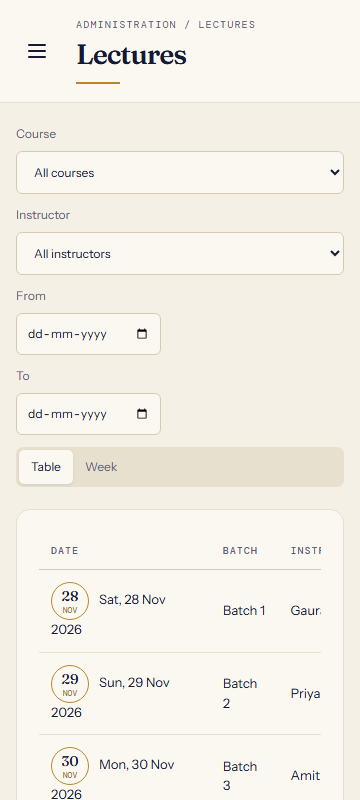 ADMINISTRATION / LECTURES
Lectures
Course
All courses
Instructor
All instructors
From
dd-mm-yyyy
To
dd-mm-yyyy
Table Week
DATE BATCH INSTR
28 NOV Sat, 28 Nov 2026 Batch 1 Gaura
29 NOV Sun, 29 Nov 2026 Batch 2 Priya
30 NOV Mon, 30 Nov 2026 Batch 3 Amit